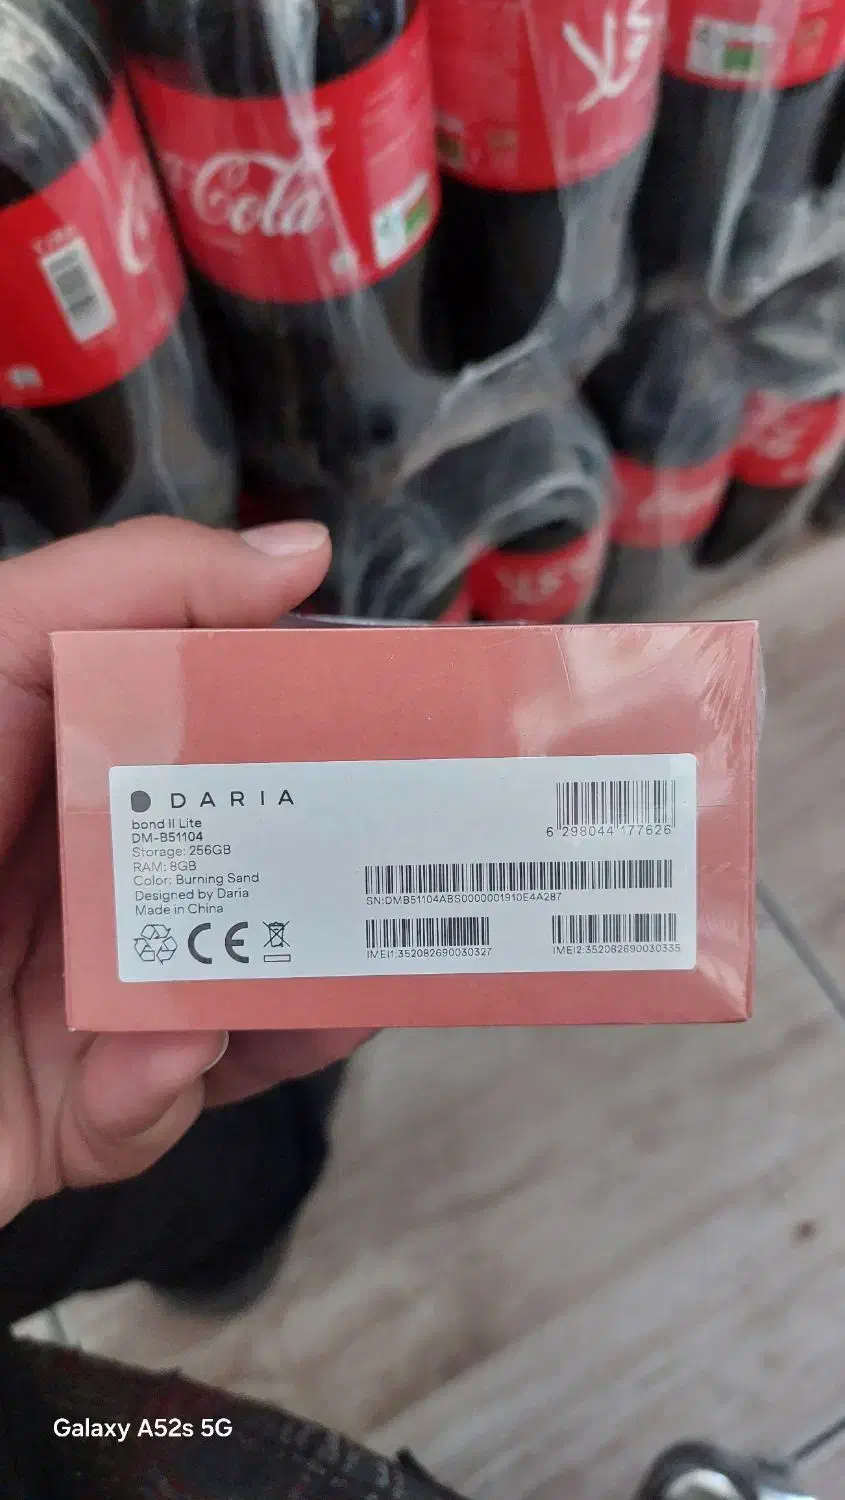 Coca-Cola
DARIA
bond II Lite
DM-B51104
Storage: 256GB
RAM: 8GB
Color: Burning Sand
Designed by Daria
Made in China
6 298044 177626
SN:DMB51104ABS0000001910E4A287
CE
IMEI1:352082690030327
IMEI2:352082690030335
Galaxy A52s 5G